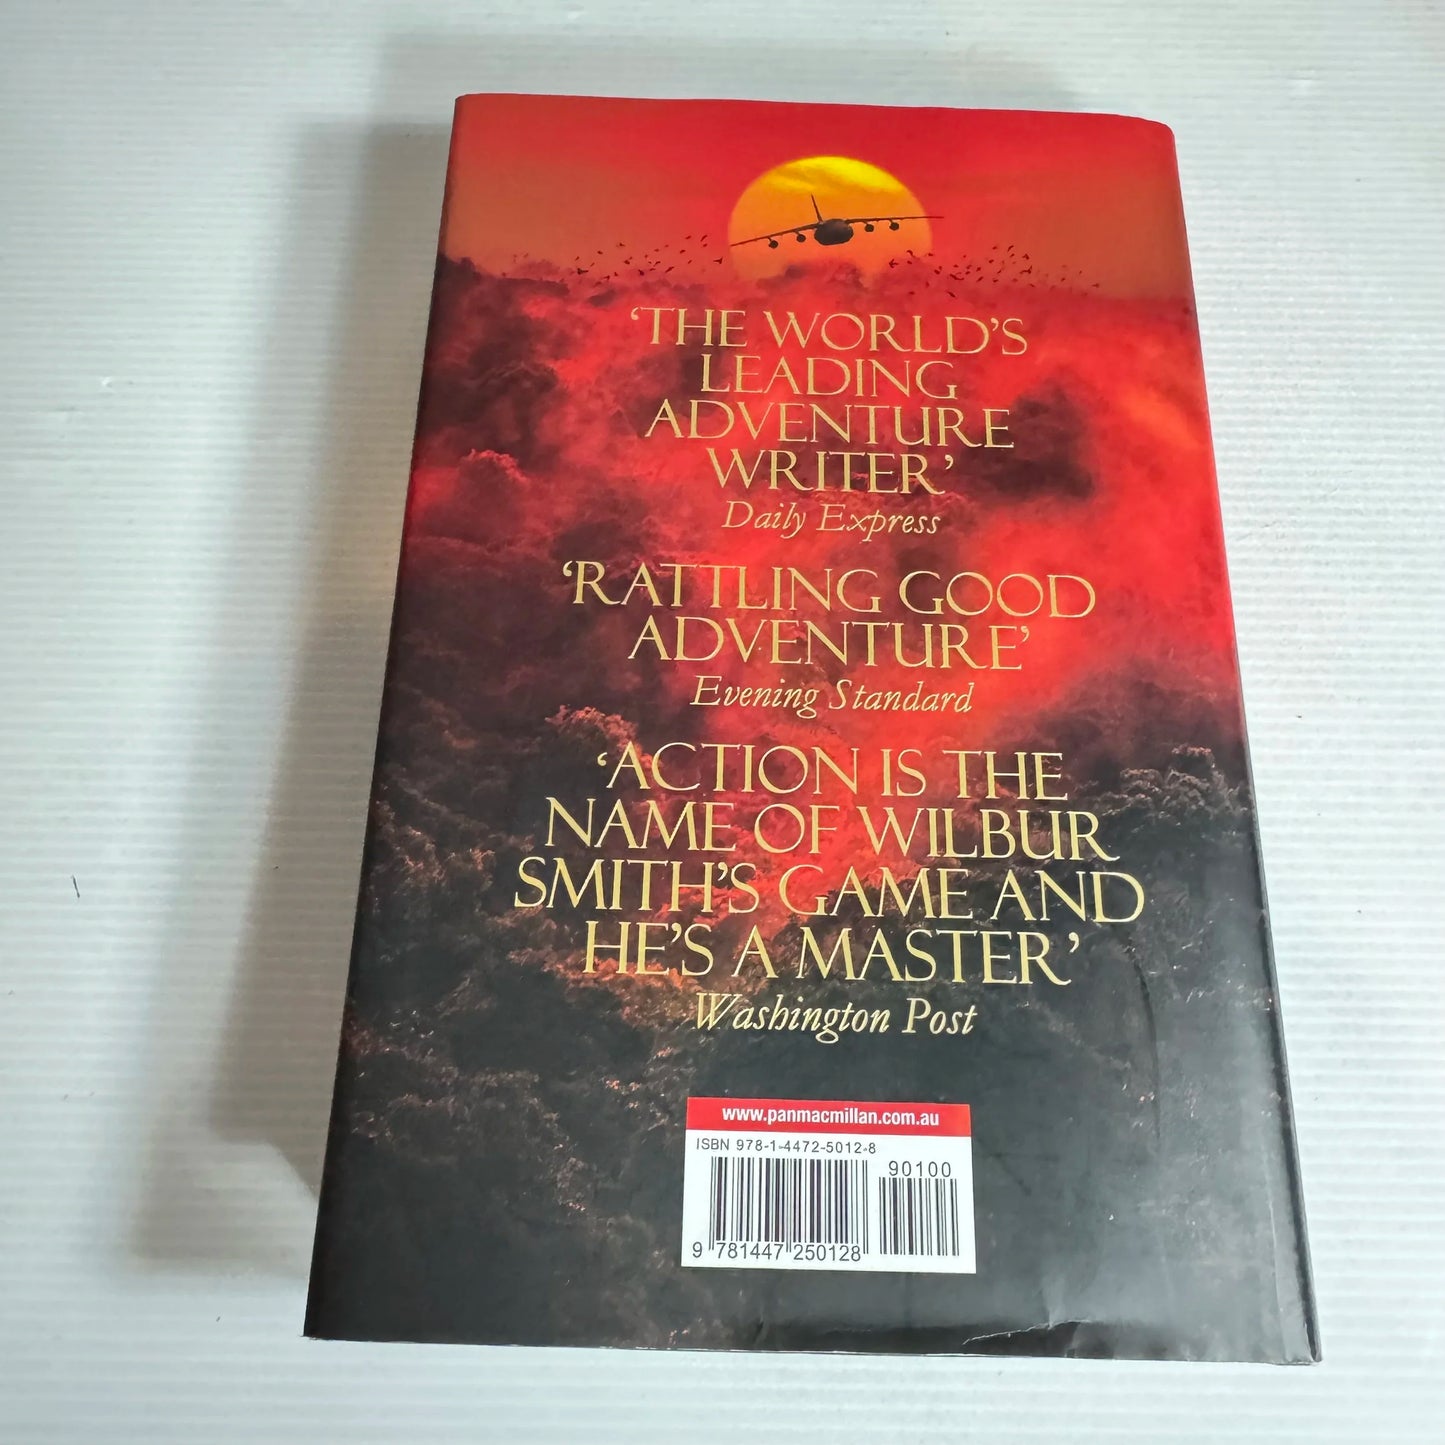 ‘THE WORLD’S
LEADING
ADVENTURE
WRITER’
Daily Express
‘RATTLING GOOD
ADVENTURE’
Evening Standard
‘ACTION IS THE
NAME OF WILBUR
SMITH’S GAME AND
HE’S A MASTER’
Washington Post
www.panmacmillan.com.au
ISBN 978-1-4472-5012-8
90100
9 781447 250128